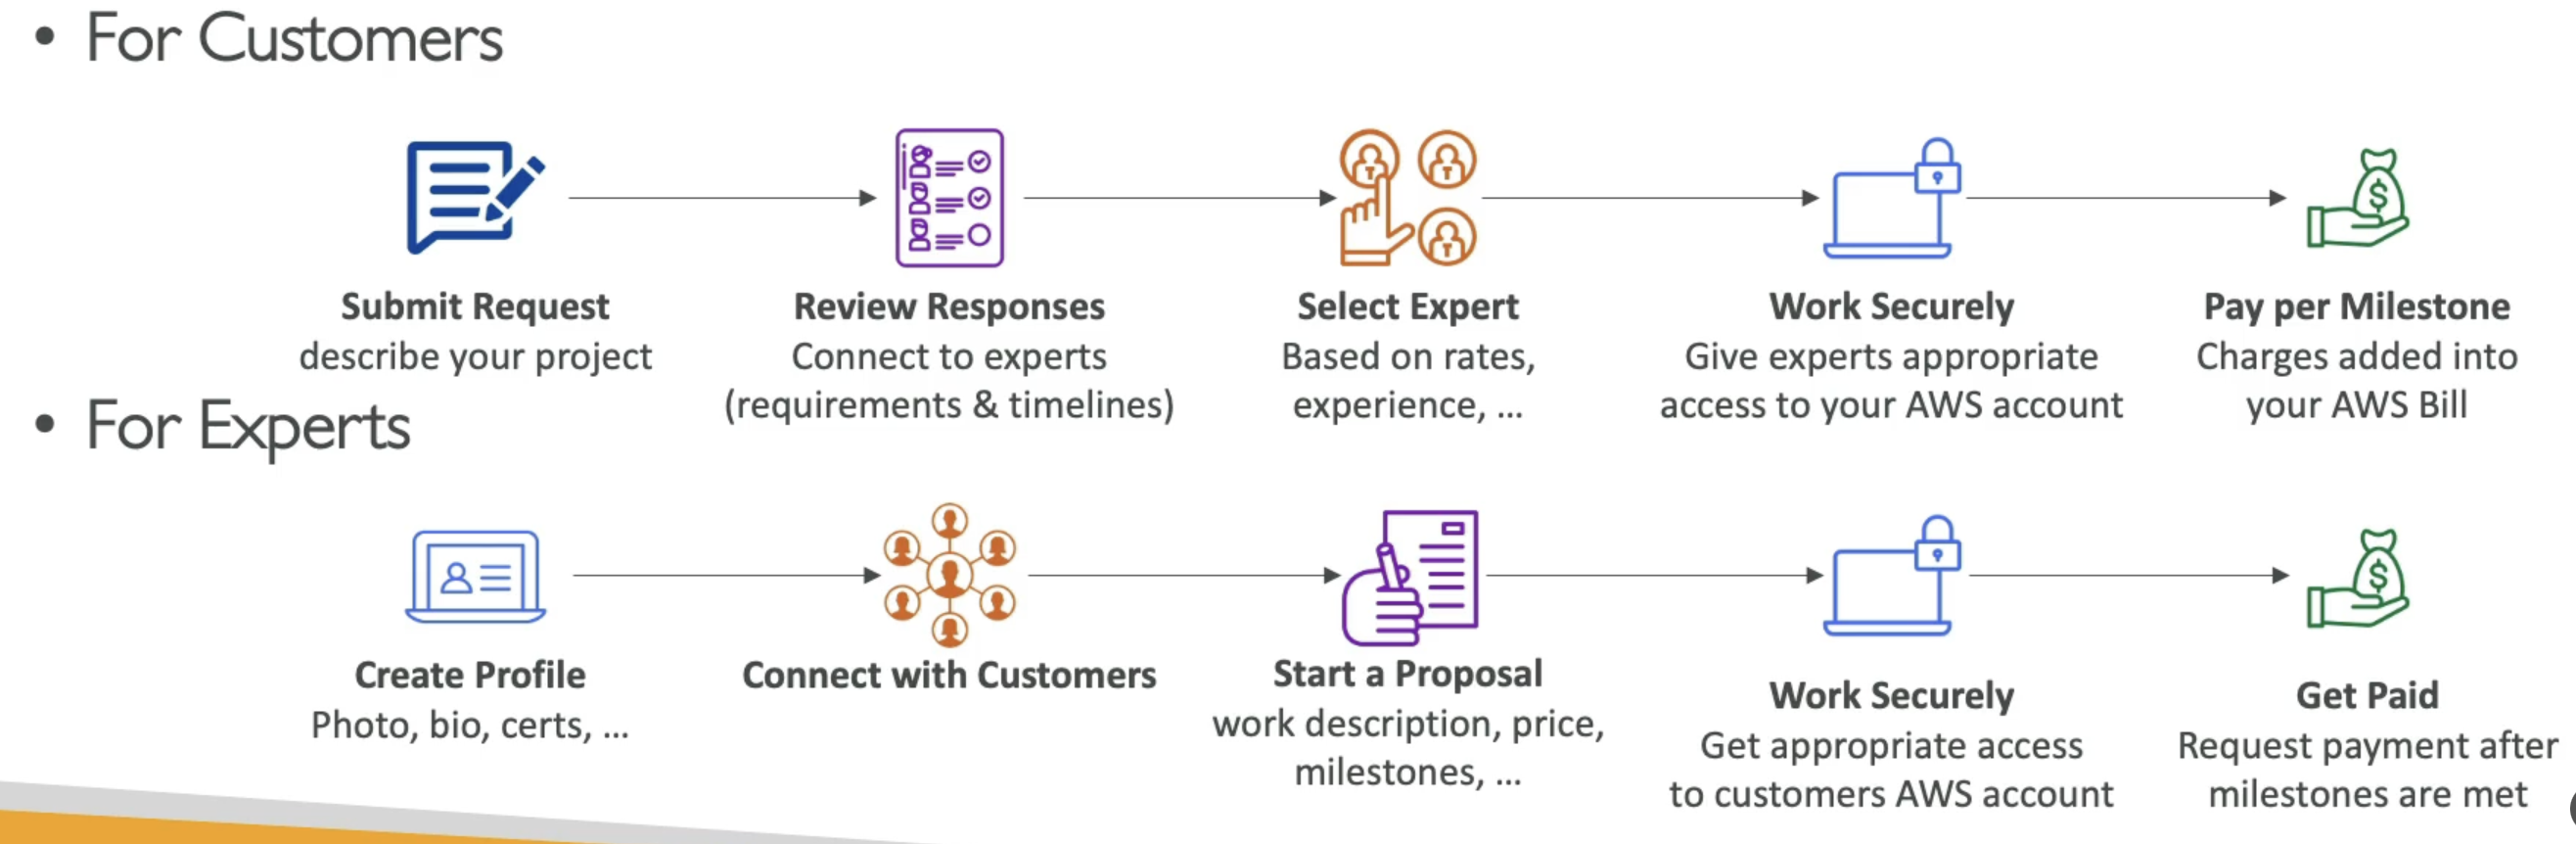 • For Customers
Submit Request
describe your project
Review Responses
Connect to experts
(requirements & timelines)
Select Expert
Based on rates,
experience, ...
Work Securely
Give experts appropriate
access to your AWS account
Pay per Milestone
Charges added into
your AWS Bill
• For Experts
Create Profile
Photo, bio, certs, ...
Connect with Customers
Start a Proposal
work description, price,
milestones, ...
Work Securely
Get appropriate access
to customers AWS account
Get Paid
Request payment after
milestones are met